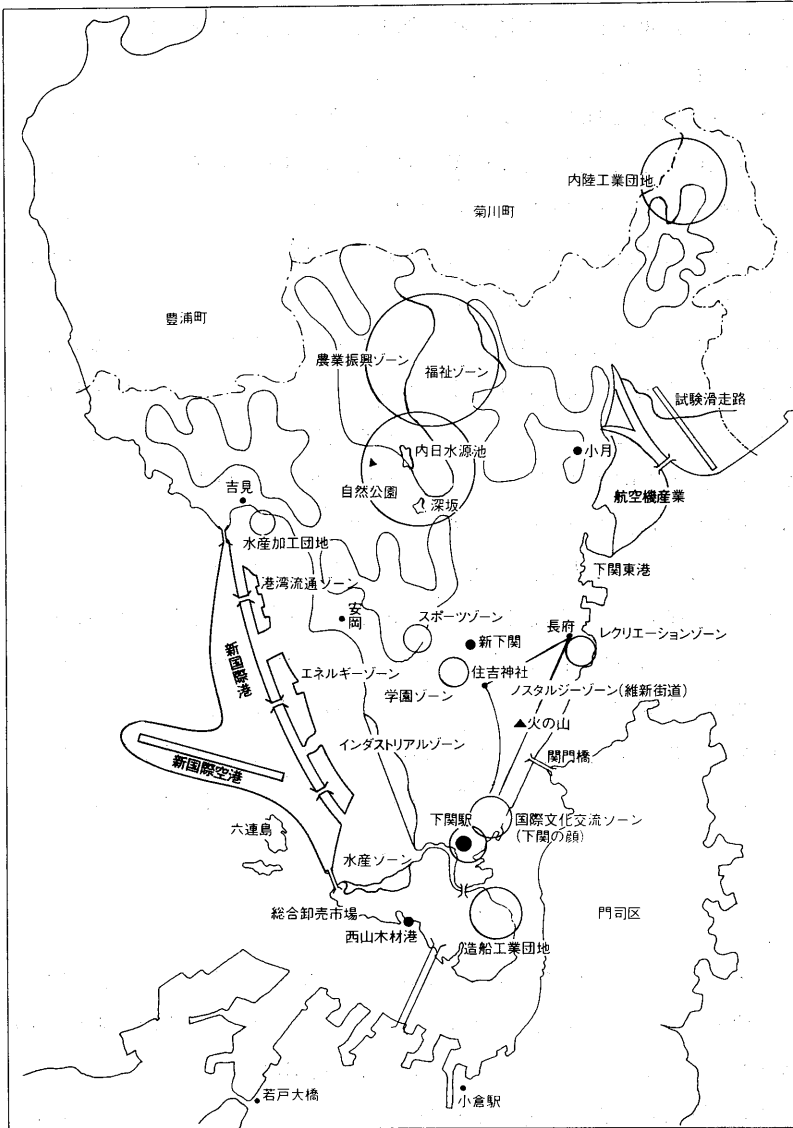 内陸工業団地
菊川町
豊浦町
農業振興ゾーン
福祉ゾーン
試験滑走路
内日水源池
小月
自然公園
吉見
深坂
航空機産業
水産加工団地
下関東港
港湾流通ゾーン
安岡
スポーツゾーン
長府
レクリエーションゾーン
新下関
新国際港
エネルギーゾーン
住吉神社
学園ゾーン
ノスタルジーゾーン(維新街道)
火の山
インダストリアルゾーン
関門橋
新国際空港
六連島
下関駅
国際文化交流ゾーン
(下関の顔)
水産ゾーン
総合卸売市場
門司区
西山木材港
造船工業団地
若戸大橋
小倉駅